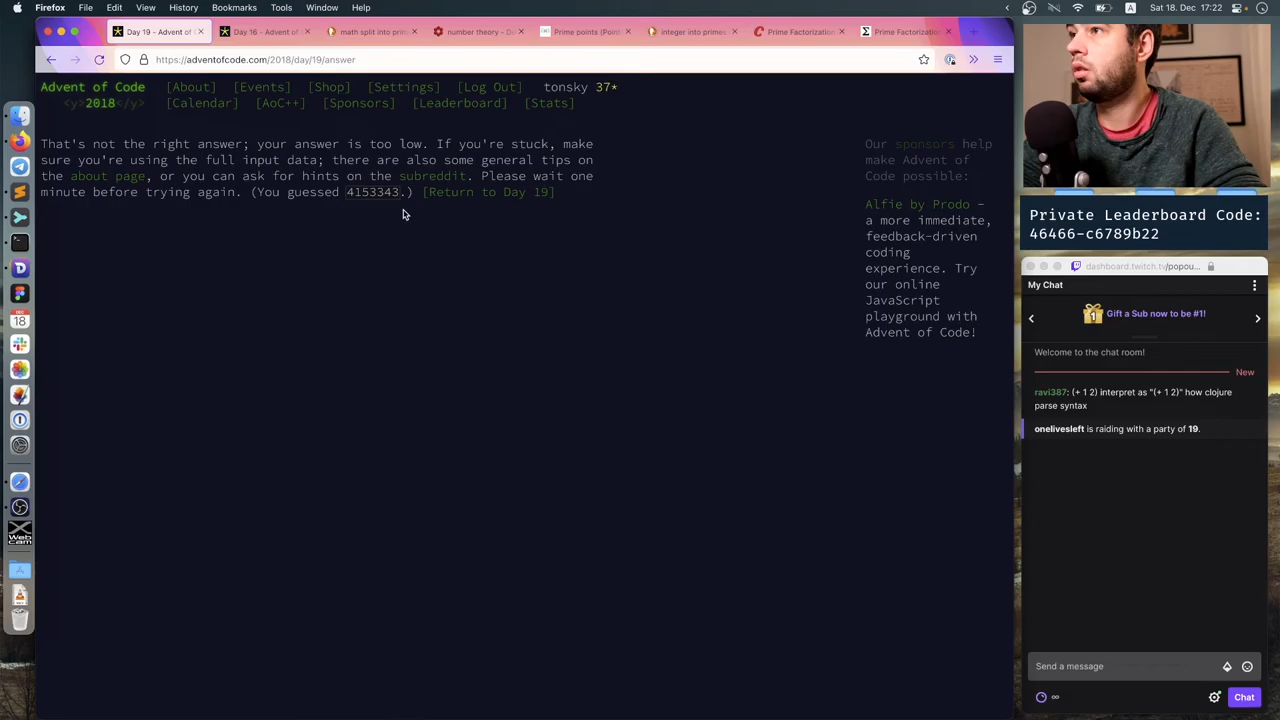 Firefox File Edit View History Bookmarks Tools Window Help
A Sat 18. Dec 17:22
Day 19 - Advent of
Day 16 - Advent of
math split into prim
number theory - De
Prime points (Point
integer into primes
Prime Factorization
Prime Factorization
https://adventofcode.com/2018/day/19/answer
Advent of Code [About] [Events] [Shop] [Settings] [Log Out] tonsky 37*
<y>2018</y> [Calendar] [AoC++] [Sponsors] [Leaderboard] [Stats]
That's not the right answer; your answer is too low. If you're stuck, make
sure you're using the full input data; there are also some general tips on
the about page, or you can ask for hints on the subreddit. Please wait one
minute before trying again. (You guessed 4153343.) [Return to Day 19]
Our sponsors help
make Advent of
Code possible:
Alfie by Prodo -
a more immediate,
feedback-driven
coding
experience. Try
our online
JavaScript
playground with
Advent of Code!
DEC
18
WebCam
Private Leaderboard Code:
46466-c6789b22
dashboard.twitch.tv/popou...
My Chat
1
Gift a Sub now to be #1!
Welcome to the chat room!
New
ravi387: (+ 1 2) interpret as "(+ 1 2)" how clojure
parse syntax
onelivesleft is raiding with a party of 19.
Send a message
∞
Chat